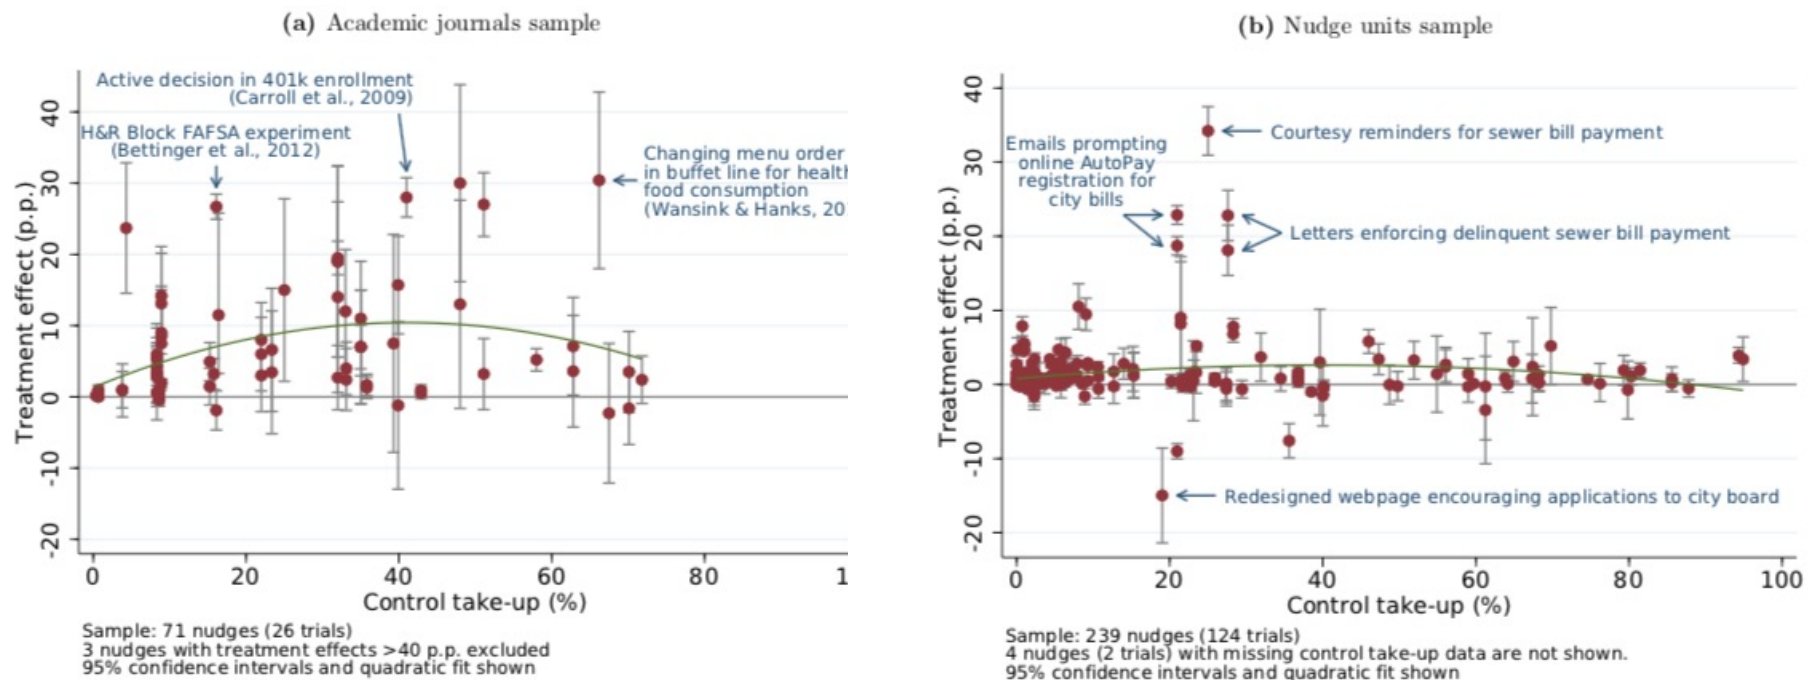 (a) Academic journals sample
Active decision in 401k enrollment
(Carroll et al., 2009)
H&R Block FAFSA experiment
(Bettinger et al., 2012)
Changing menu order
in buffet line for health
food consumption
(Wansink & Hanks, 20
Treatment effect (p.p.)
40
30
20
10
0
-10
-20
0 20 40 60 80 1
Control take-up (%)
Sample: 71 nudges (26 trials)
3 nudges with treatment effects >40 p.p. excluded
95% confidence intervals and quadratic fit shown
(b) Nudge units sample
Courtesy reminders for sewer bill payment
Emails prompting
online AutoPay
registration for
city bills
Letters enforcing delinquent sewer bill payment
Redesigned webpage encouraging applications to city board
Treatment effect (p.p.)
40
30
20
10
0
-10
-20
0 20 40 60 80 100
Control take-up (%)
Sample: 239 nudges (124 trials)
4 nudges (2 trials) with missing control take-up data are not shown.
95% confidence intervals and quadratic fit shown